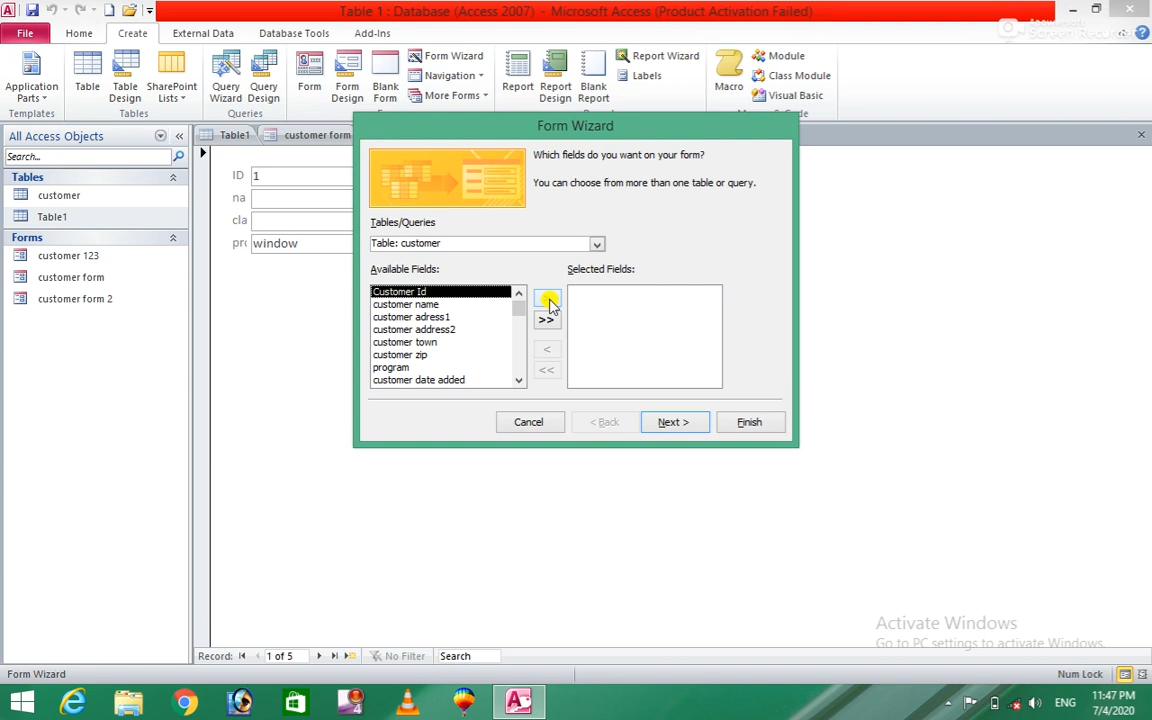 Table 1 : Database (Access 2007) - Microsoft Access (Product Activation Failed)
File Home Create External Data Database Tools Add-Ins
Form Wizard Report Wizard Module
Navigation Labels Class Module
More Forms Visual Basic
Application Parts Table Table Design SharePoint Lists Query Wizard Query Design Form Form Design Blank Form Report Report Design Blank Report Macro
Templates Tables Queries
All Access Objects
Search...
Tables
customer
Table1
Forms
customer 123
customer form
customer form 2
Table1 customer form
ID 1
na
cla
pro window
Form Wizard
Which fields do you want on your form?
You can choose from more than one table or query.
Tables/Queries
Table: customer
Available Fields: Selected Fields:
Customer Id
customer name
customer adress1
customer address2
customer town
customer zip
program
customer date added
>>
<
<<
Cancel < Back Next > Finish
Activate Windows
Go to PC settings to activate Windows.
Record: 1 of 5 No Filter Search
Form Wizard Num Lock
ENG 11:47 PM
7/4/2020